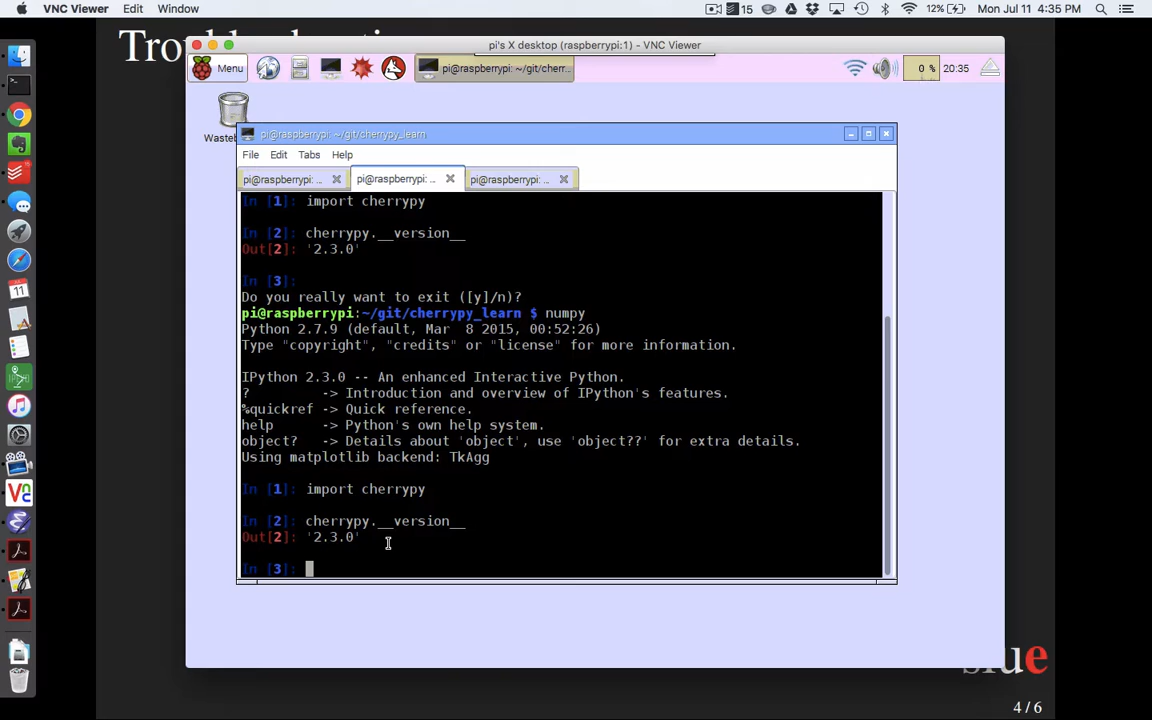 VNC Viewer Window 15 12% Mon Jul 11 4:35 PM
pi's X desktop (raspberrypi:1) - VNC Viewer
Menu pi@raspberrypi: ~/git/cherr... 0 % 20:35
pi@raspberrypi: ~/git/cherrypy_learn
File Edit Tabs Help
pi@raspberrypi: ... pi@raspberrypi: ... pi@raspberrypi: ...
In [1]: import cherrypy
In [2]: cherrypy.__version__
Out[2]: '2.3.0'
In [3]:
Do you really want to exit ([y]/n)?
pi@raspberrypi:~/git/cherrypy_learn $ numpy
Python 2.7.9 (default, Mar  8 2015, 00:52:26)
Type "copyright", "credits" or "license" for more information.
IPython 2.3.0 -- An enhanced Interactive Python.
?         -> Introduction and overview of IPython's features.
%quickref -> Quick reference.
help      -> Python's own help system.
object?   -> Details about 'object', use 'object??' for extra details.
Using matplotlib backend: TkAgg
In [1]: import cherrypy
In [2]: cherrypy.__version__
Out[2]: '2.3.0'
In [3]:
4 / 6